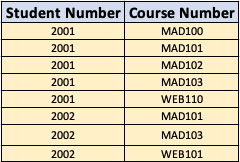 Student Number Course Number
2001 MAD100
2001 MAD101
2001 MAD102
2001 MAD103
2001 WEB110
2002 MAD101
2002 MAD103
2002 WEB101